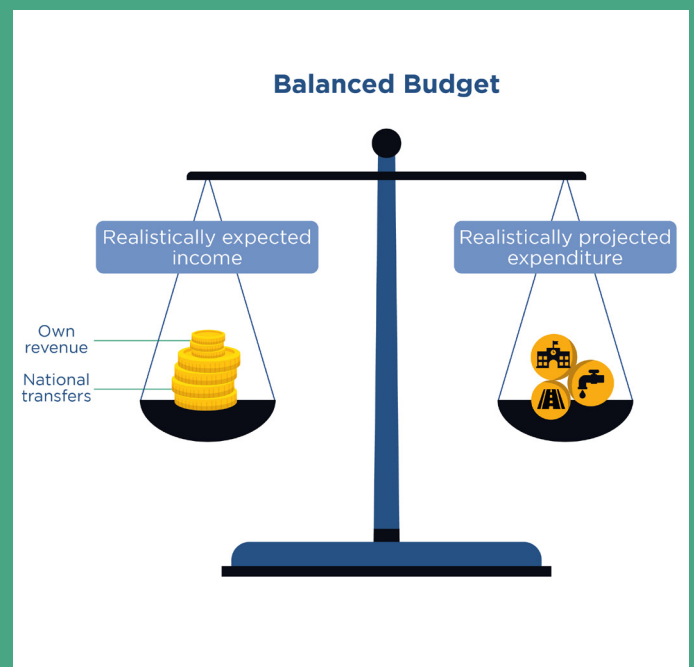 Balanced Budget
Realistically expected
income
Realistically projected
expenditure
Own
revenue
National
transfers